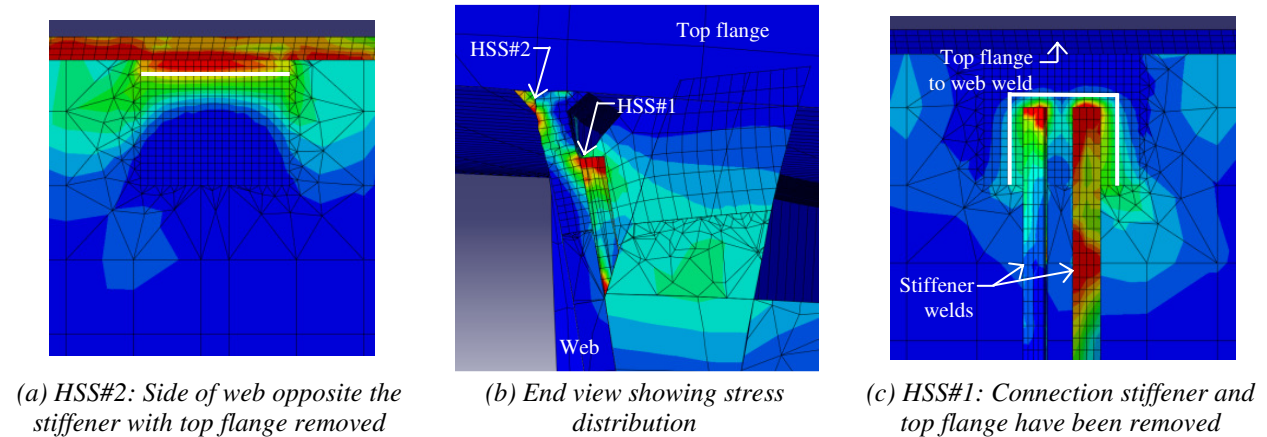 HSS#2
Top flange
HSS#1
Web
Top flange
to web weld
Stiffener
welds
(a) HSS#2: Side of web opposite the
stiffener with top flange removed
(b) End view showing stress
distribution
(c) HSS#1: Connection stiffener and
top flange have been removed